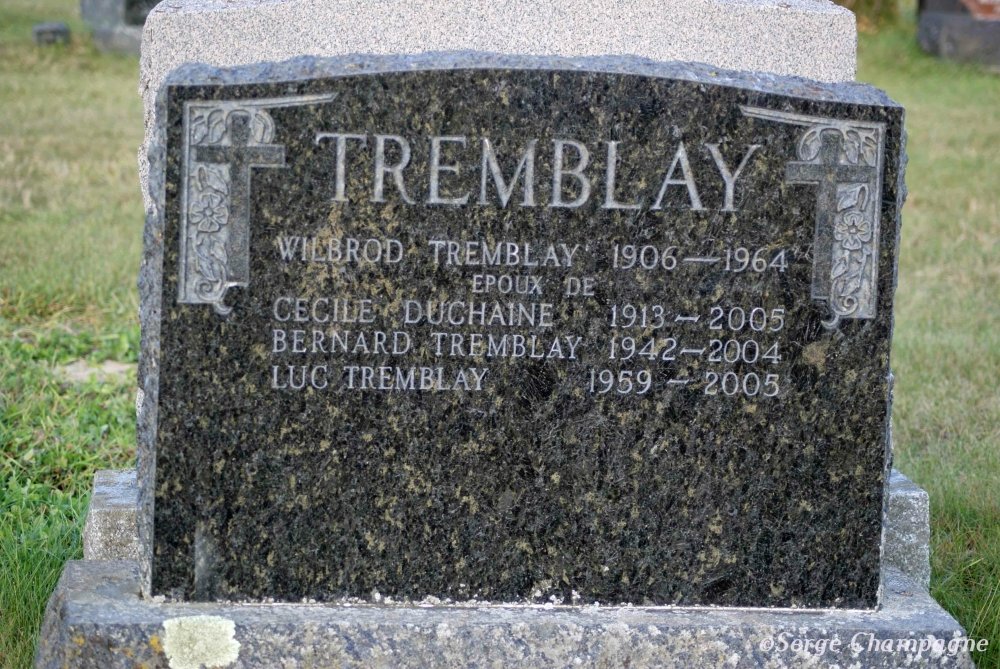 TREMBLAY
WILBROD TREMBLAY 1906 — 1964
EPOUX DE
CECILE DUCHAINE 1913 — 2005
BERNARD TREMBLAY 1942 — 2004
LUC TREMBLAY 1959 — 2005
©Serge Champagne